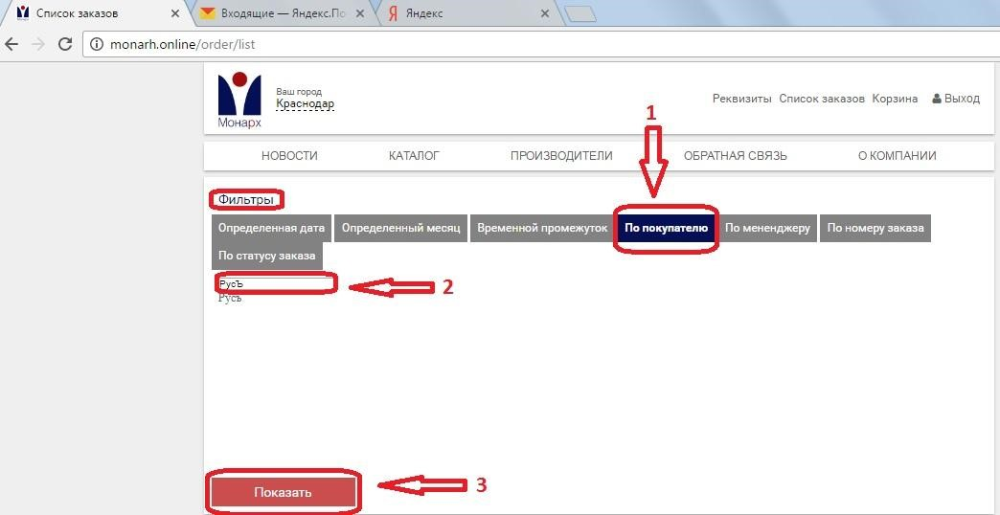 Список заказов Входящие — Яндекс.По Яндекс
monarh.online/order/list
Монарх
Ваш город
Краснодар
Реквизиты Список заказов Корзина Выход
1
НОВОСТИ КАТАЛОГ ПРОИЗВОДИТЕЛИ ОБРАТНАЯ СВЯЗЬ О КОМПАНИИ
Фильтры
Определенная дата Определенный месяц Временной промежуток По покупателю По мененджеру По номеру заказа
По статусу заказа
РусЪ
2
Русъ
Показать
3